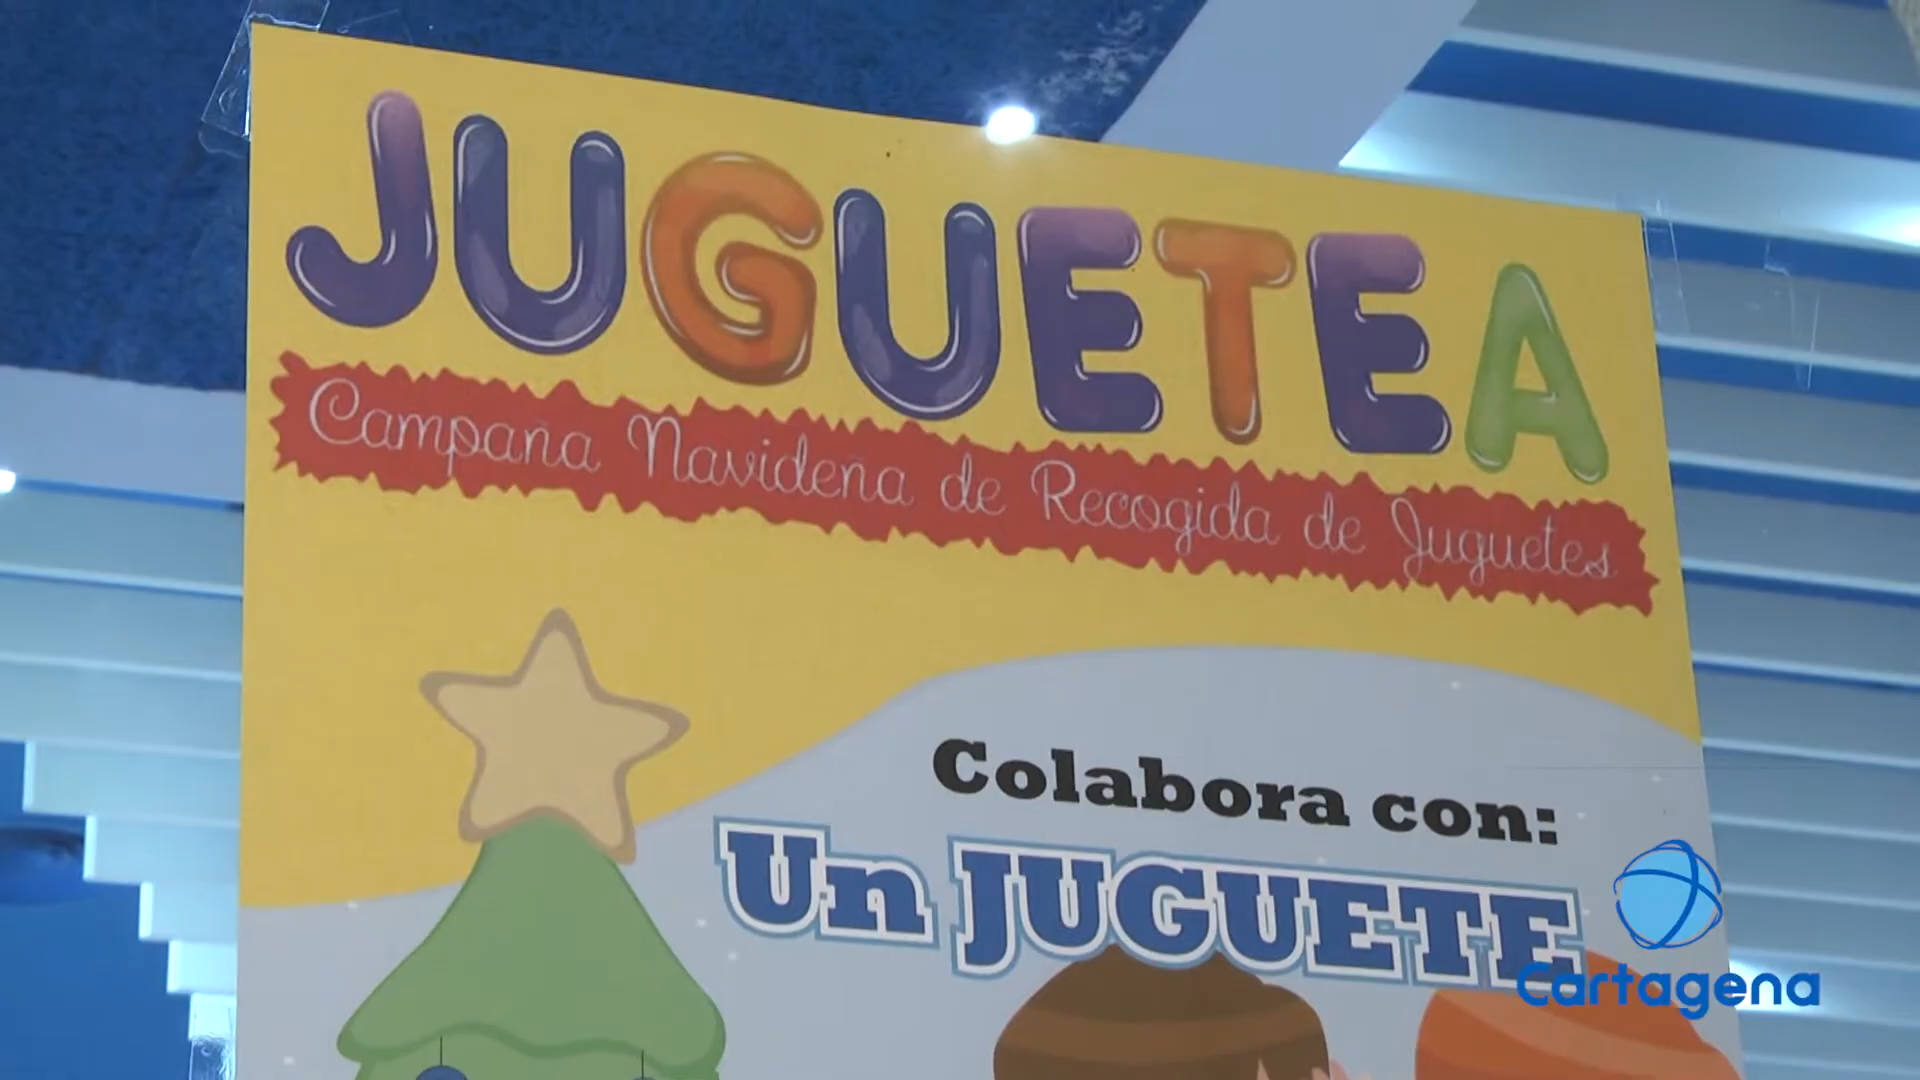 JUGUETEA
Campaña Navideña de Recogida de Juguetes
Colabora con:
Un JUGUETE
Cartagena